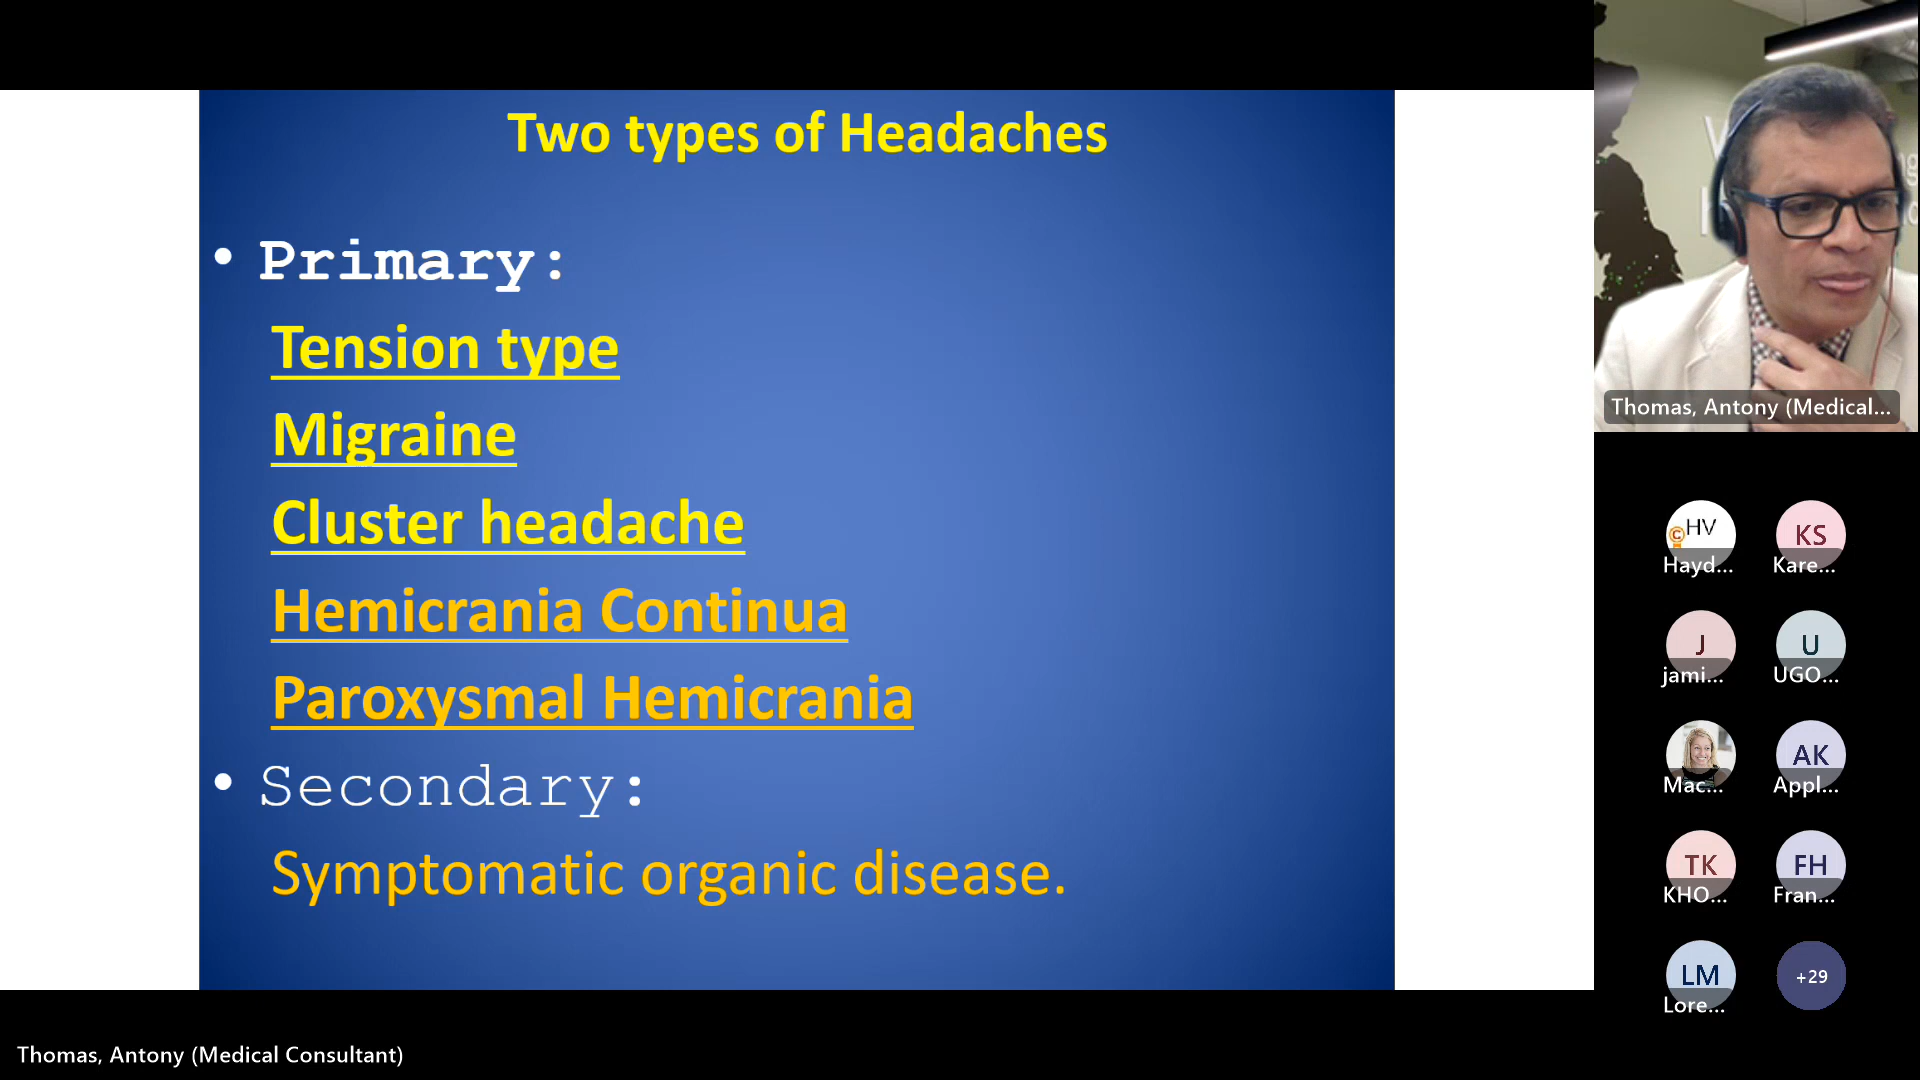 Two types of Headaches
• Primary:
Tension type
Migraine
Cluster headache
Hemicrania Continua
Paroxysmal Hemicrania
• Secondary:
Symptomatic organic disease.
Thomas, Antony (Medical...
HV
Hayd...
KS
Kare...
J
jami...
U
UGO...
Mac...
AK
Appl...
TK
KHO...
FH
Fran...
LM
Lore...
+29
Thomas, Antony (Medical Consultant)